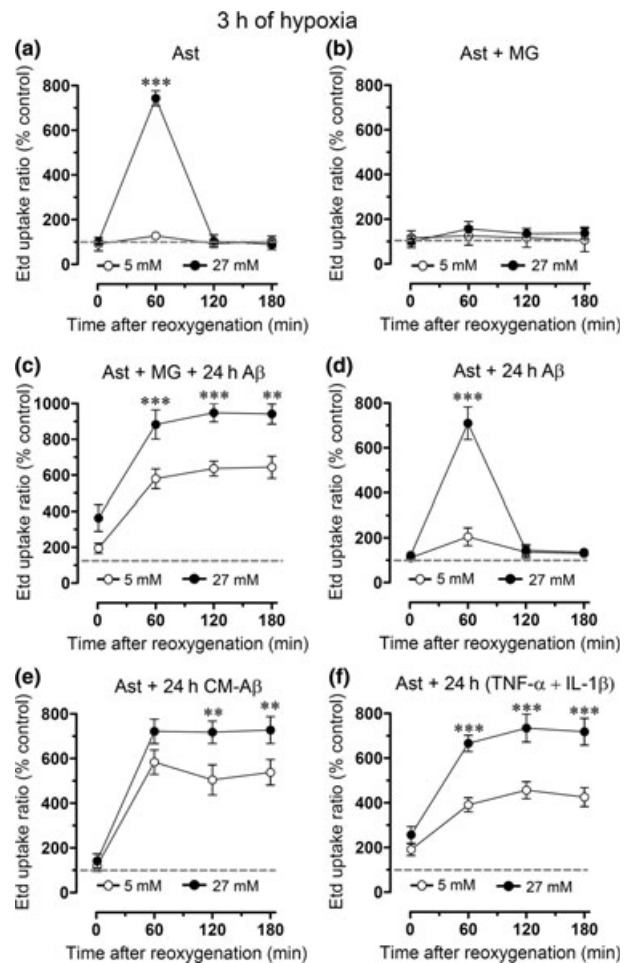 3 h of hypoxia
(a) Ast
Etd uptake ratio (% control)
800
600
400
200
0
***
5 mM 27 mM
0 60 120 180
Time after reoxygenation (min)
(b) Ast + MG
Etd uptake ratio (% control)
800
600
400
200
0
5 mM 27 mM
0 60 120 180
Time after reoxygenation (min)
(c) Ast + MG + 24 h Aβ
Etd uptake ratio (% control)
1000
800
600
400
200
0
*** *** **
5 mM 27 mM
0 60 120 180
Time after reoxygenation (min)
(d) Ast + 24 h Aβ
Etd uptake ratio (% control)
800
600
400
200
0
***
5 mM 27 mM
0 60 120 180
Time after reoxygenation (min)
(e) Ast + 24 h CM-Aβ
Etd uptake ratio (% control)
800
600
400
200
0
** **
5 mM 27 mM
0 60 120 180
Time after reoxygenation (min)
(f) Ast + 24 h (TNF-α + IL-1β)
Etd uptake ratio (% control)
800
600
400
200
0
*** *** ***
5 mM 27 mM
0 60 120 180
Time after reoxygenation (min)